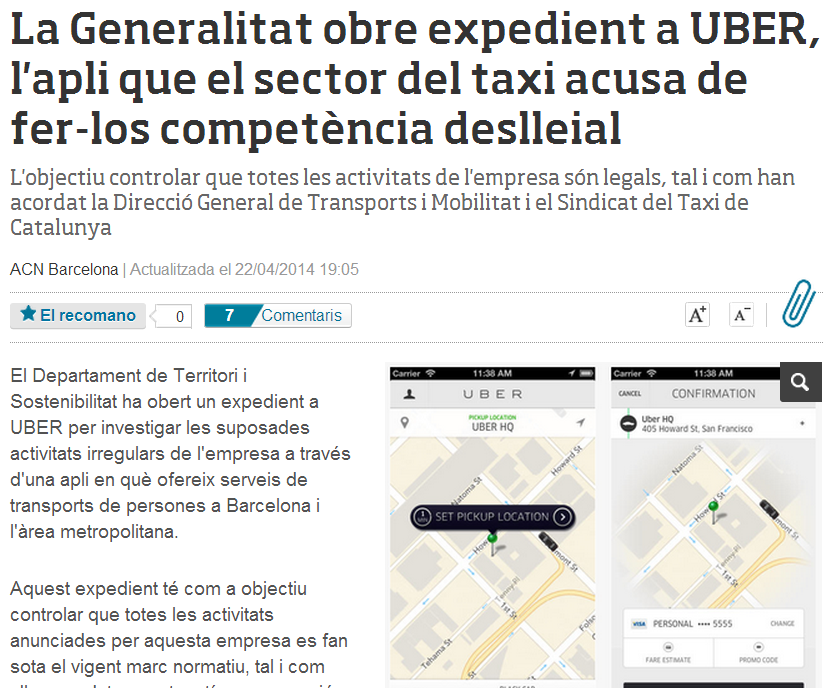 La Generalitat obre expedient a UBER,
l'apli que el sector del taxi acusa de
fer-los competència deslleial
L'objectiu controlar que totes les activitats de l'empresa són legals, tal i com han
acordat la Direcció General de Transports i Mobilitat i el Sindicat del Taxi de
Catalunya
ACN Barcelona | Actualitzada el 22/04/2014 19:05
El recomano 0 7 Comentaris A+ A-
El Departament de Territori i
Sostenibilitat ha obert un expedient a
UBER per investigar les suposades
activitats irregulars de l'empresa a través
d'una apli en què ofereix serveis de
transports de persones a Barcelona i
l'àrea metropolitana.
Aquest expedient té com a objectiu
controlar que totes les activitats
anunciades per aquesta empresa es fan
sota el vigent marc normatiu, tal i com
Carrier 11:38 AM
UBER
PICKUP LOCATION
UBER HQ
Howard St
Natoma St
1 MIN SET PICKUP LOCATION
1st St
Tehama St
Carrier 11:38 AM
CANCEL CONFIRMATION
Uber HQ
405 Howard St, San Francisco
Natoma St
1st St
VISA PERSONAL •••• 5555 CHANGE
FARE ESTIMATE PROMO CODE